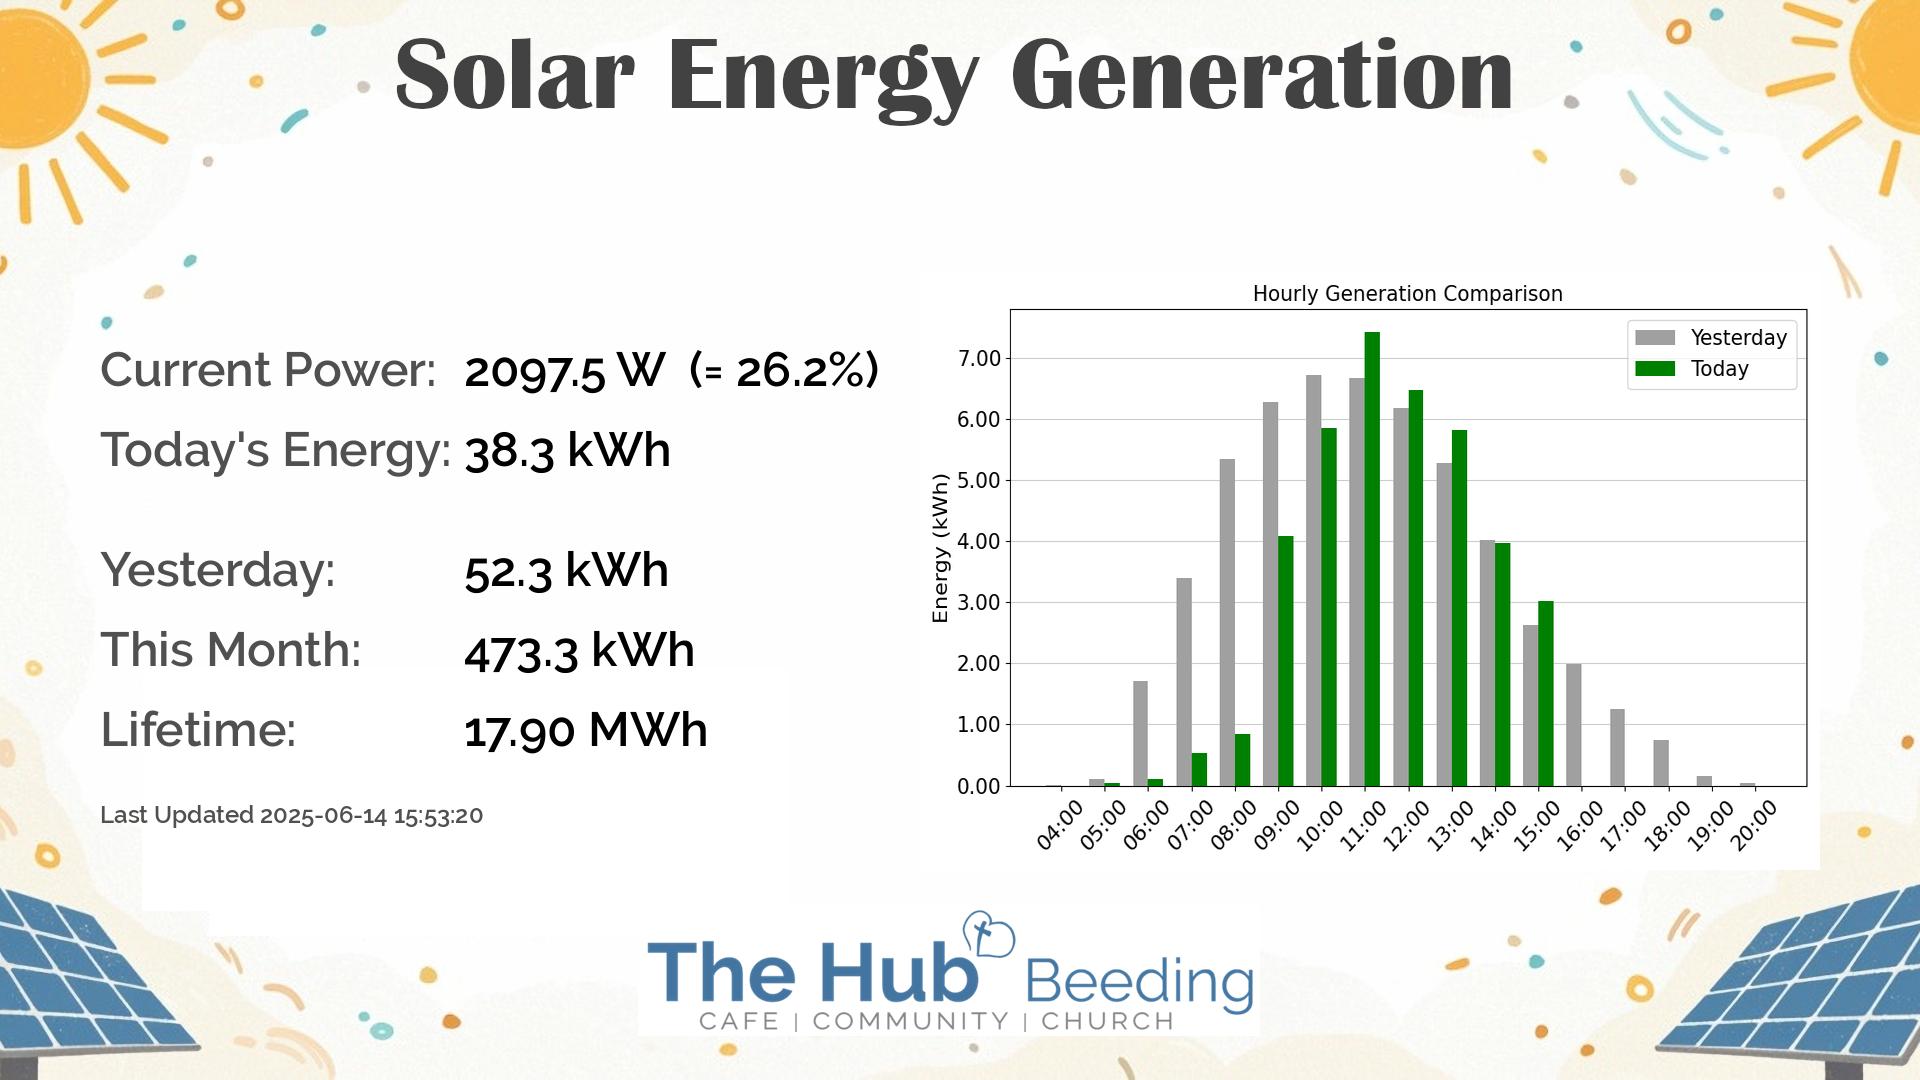 Solar Energy Generation
Current Power: 2097.5 W (= 26.2%)
Today's Energy: 38.3 kWh
Yesterday: 52.3 kWh
This Month: 473.3 kWh
Lifetime: 17.90 MWh
Last Updated 2025-06-14 15:53:20
Hourly Generation Comparison
Yesterday
Today
Energy (kWh)
7.00
6.00
5.00
4.00
3.00
2.00
1.00
0.00
04:00 05:00 06:00 07:00 08:00 09:00 10:00 11:00 12:00 13:00 14:00 15:00 16:00 17:00 18:00 19:00 20:00
The Hub Beeding
CAFE | COMMUNITY | CHURCH